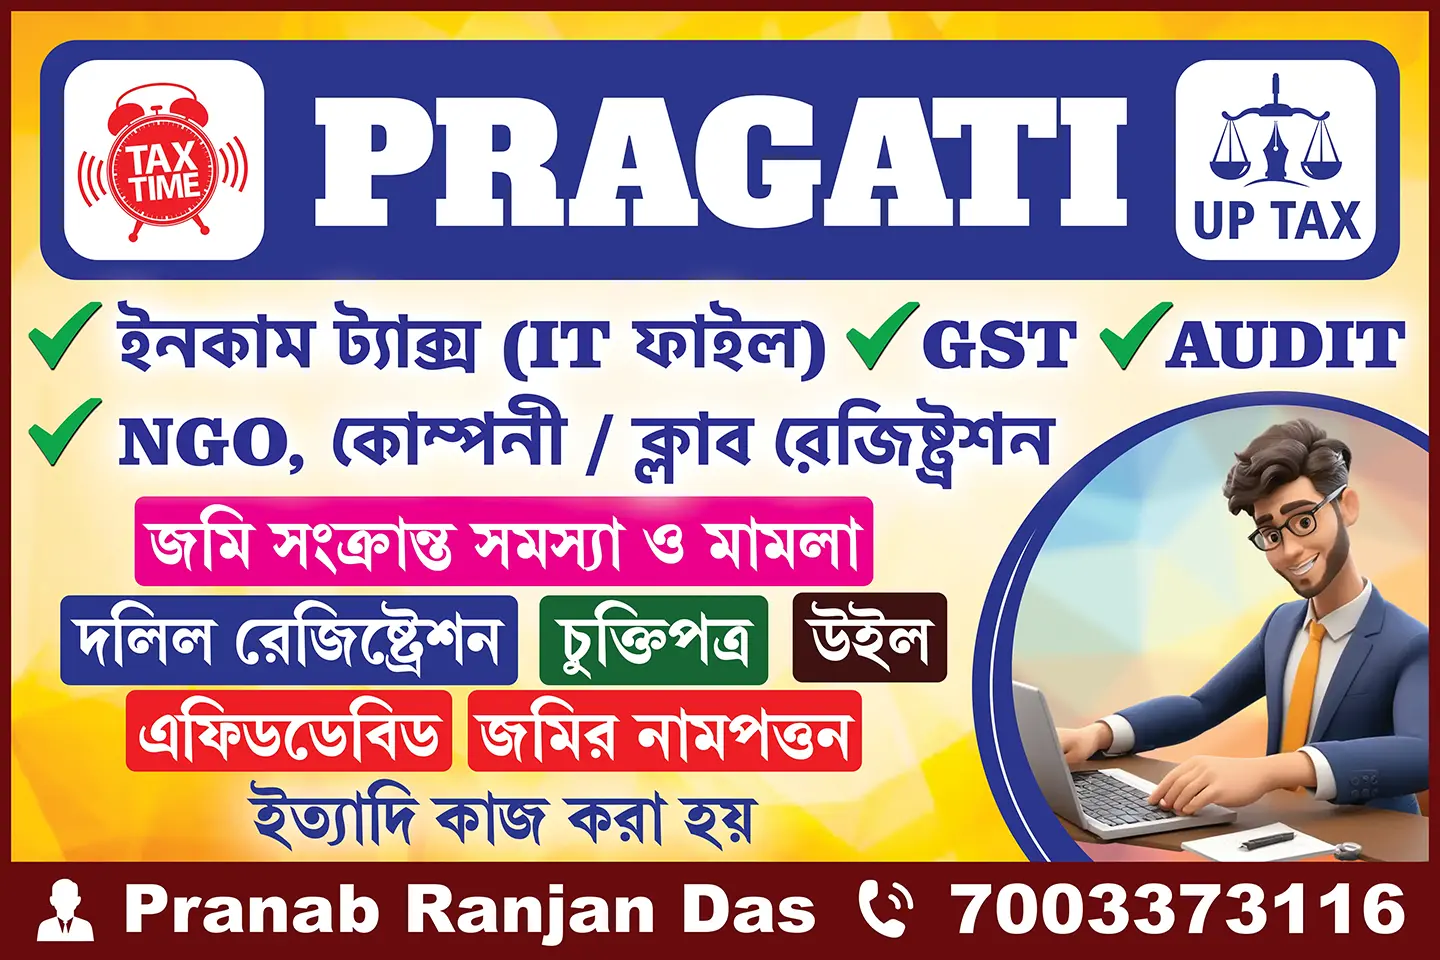 TAX
TIME
PRAGATI
UP TAX
ইনকাম ট্যাক্স (IT ফাইল) GST AUDIT
NGO, কোম্পনী / ক্লাব রেজিষ্ট্রশন
জমি সংক্রান্ত সমস্যা ও মামলা
দলিল রেজিষ্ট্রেশন চুক্তিপত্র উইল
এফিডডেবিড জমির নামপত্তন
ইত্যাদি কাজ করা হয়
Pranab Ranjan Das 7003373116